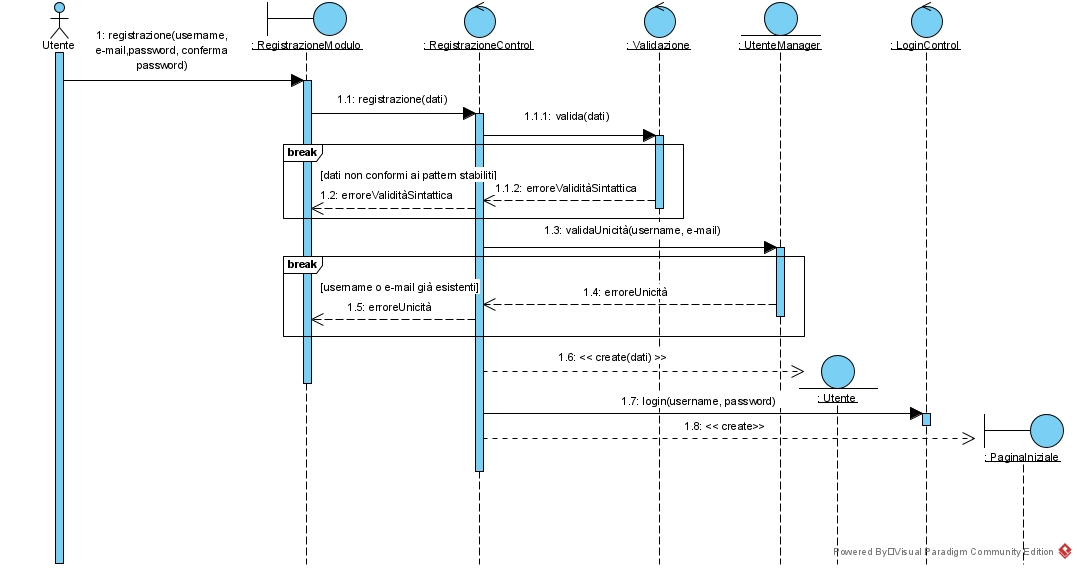 Utente
: RegistrazioneModulo
: RegistrazioneControl
: Validazione
: UtenteManager
: LoginControl
1: registrazione(username,
e-mail,password, conferma
password)
1.1: registrazione(dati)
1.1.1: valida(dati)
break
[dati non conformi ai pattern stabiliti]
1.1.2: erroreValiditàSintattica
1.2: erroreValiditàSintattica
1.3: validaUnicità(username, e-mail)
break
[username o e-mail già esistenti]
1.4: erroreUnicità
1.5: erroreUnicità
1.6: << create(dati) >>
: Utente
1.7: login(username, password)
1.8: << create>>
: PaginaIniziale
Powered By Visual Paradigm Community Edition